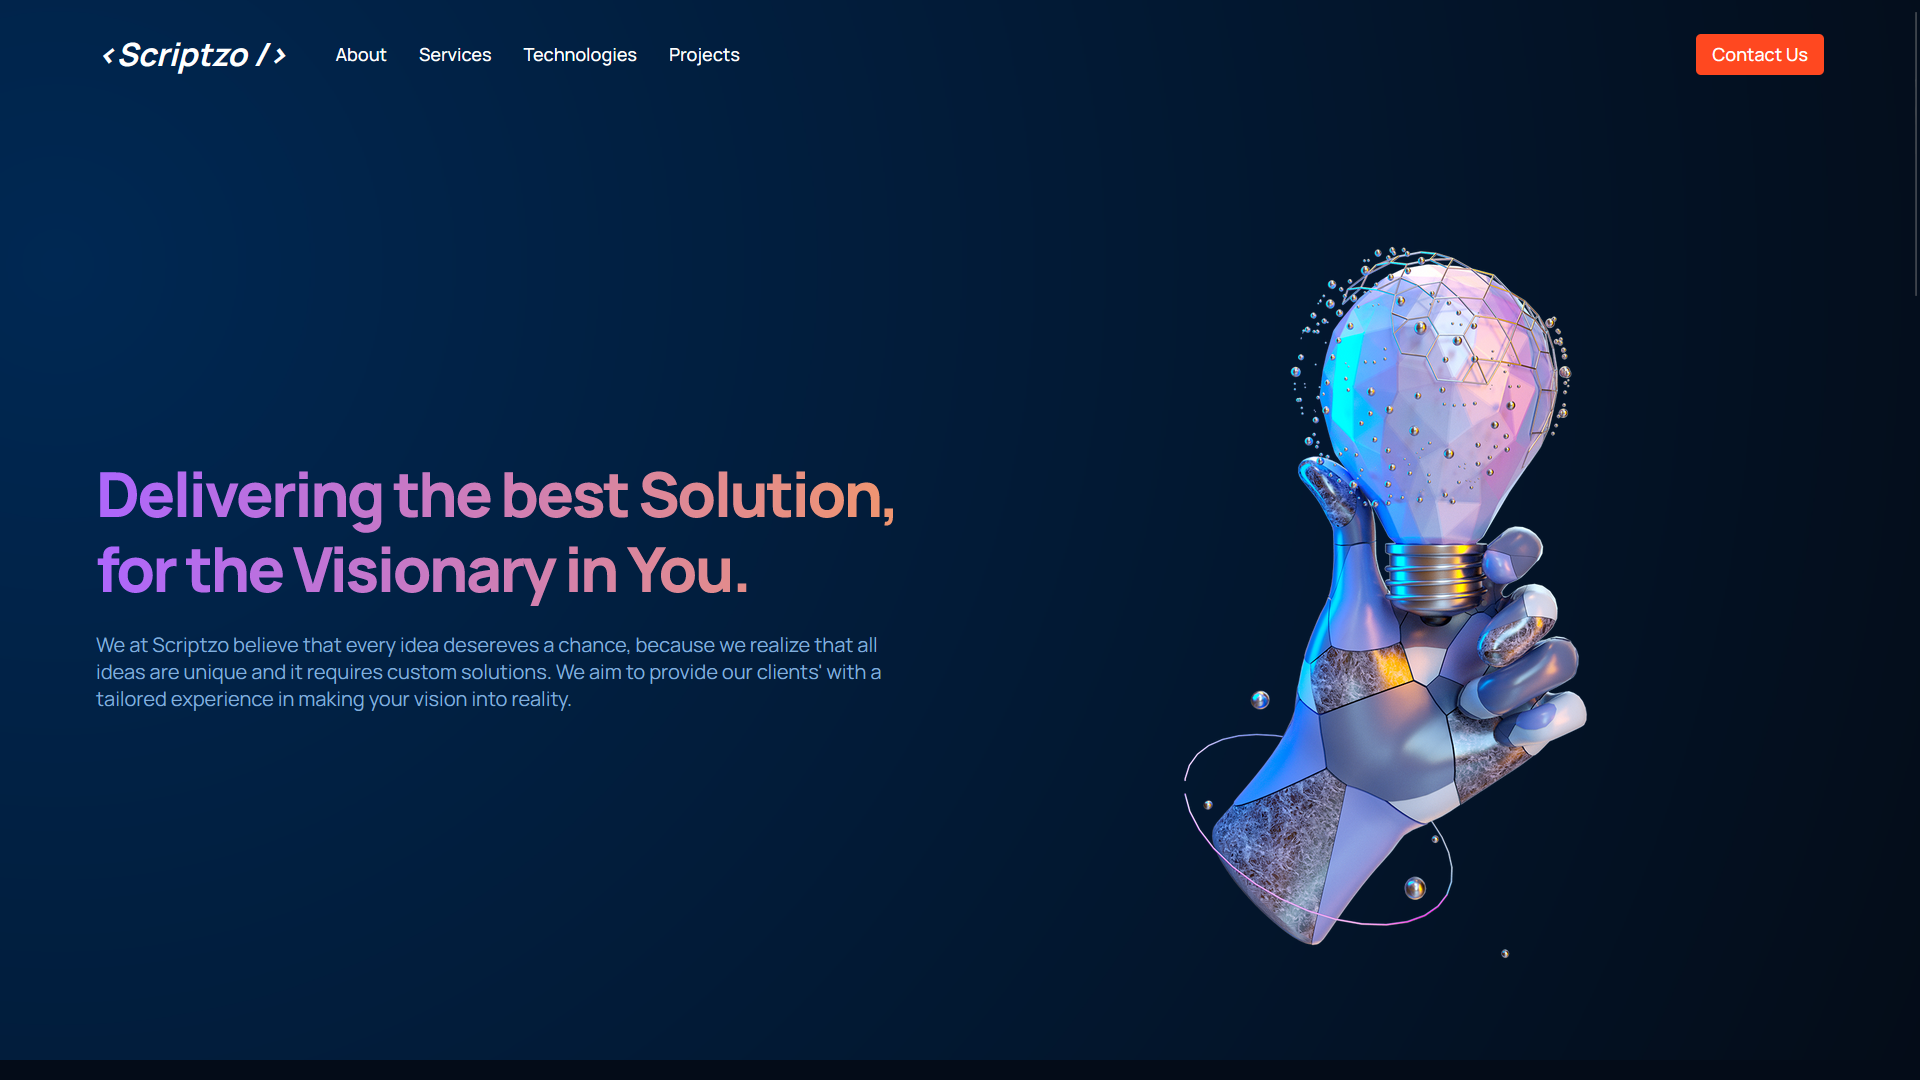 <Scriptzo />
About
Services
Technologies
Projects
Contact Us
Delivering the best Solution,
for the Visionary in You.
We at Scriptzo believe that every idea desereves a chance, because we realize that all
ideas are unique and it requires custom solutions. We aim to provide our clients' with a
tailored experience in making your vision into reality.